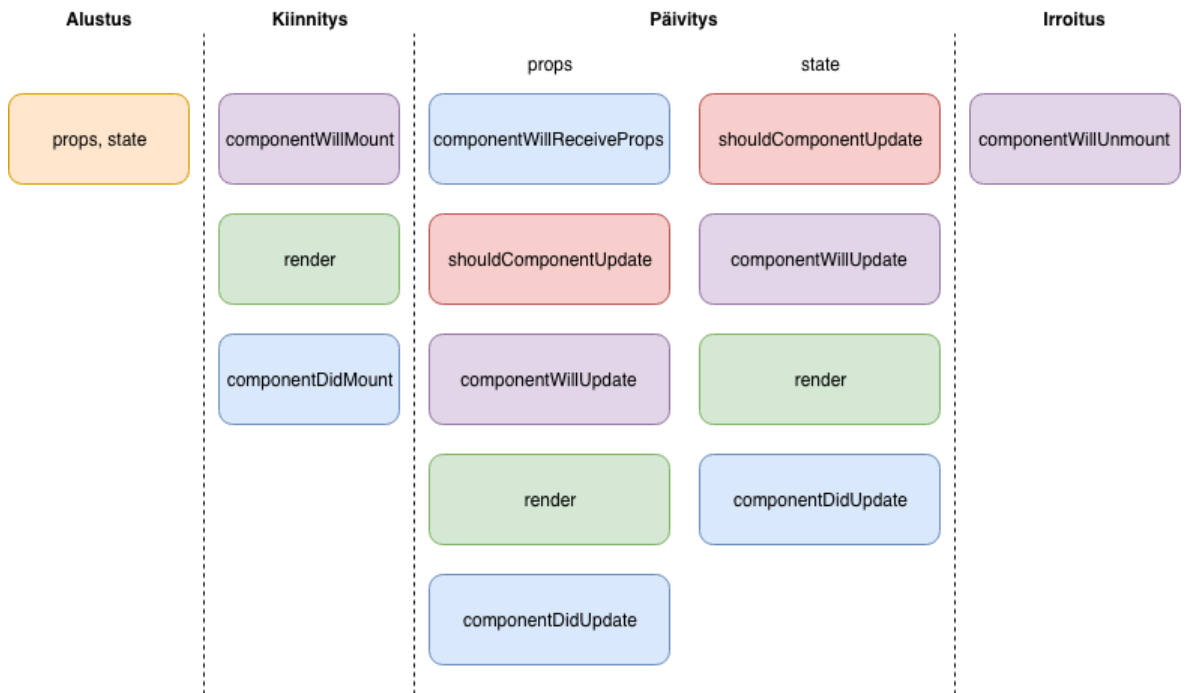 Alustus
Kiinnitys
Päivitys
Irroitus
props
state
props, state
componentWillMount
componentWillReceiveProps
shouldComponentUpdate
componentWillUnmount
render
shouldComponentUpdate
componentWillUpdate
componentDidMount
componentWillUpdate
render
render
componentDidUpdate
componentDidUpdate